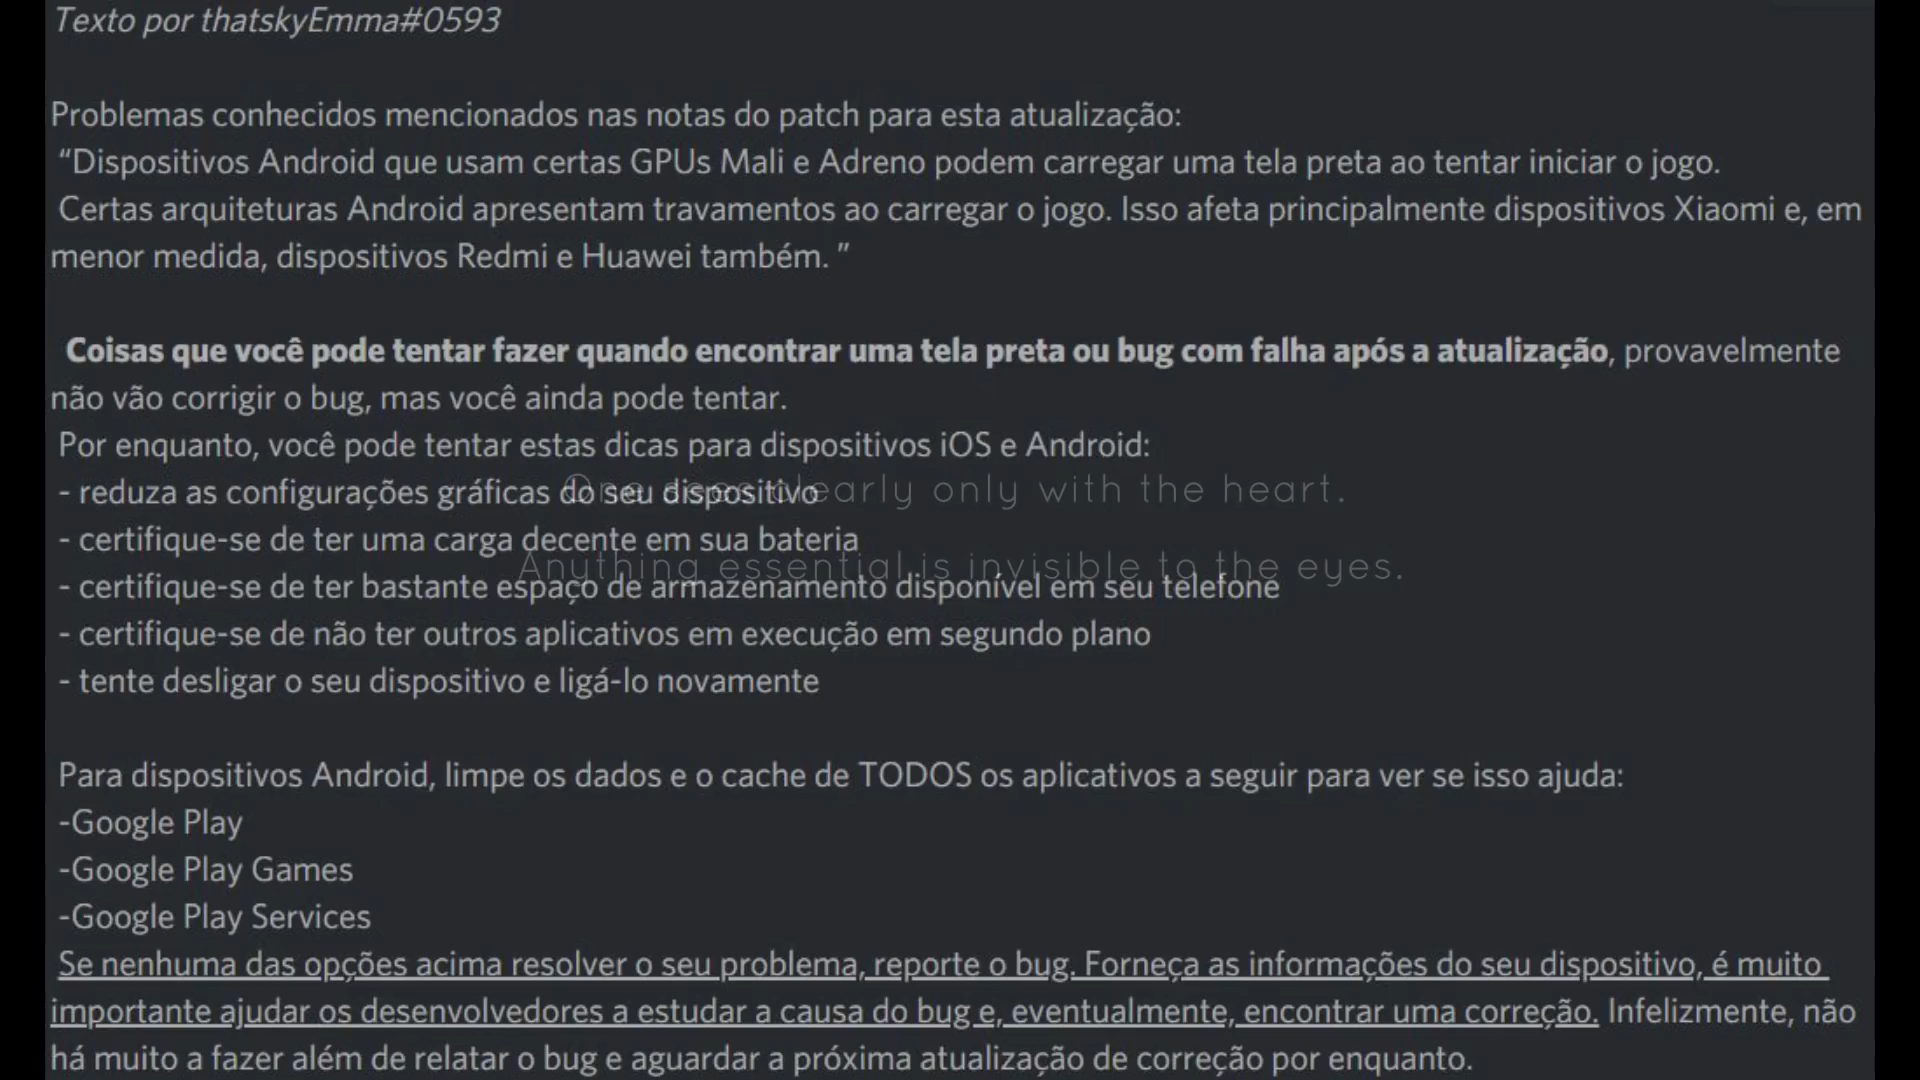 Texto por thatskyEmma#0593
Problemas conhecidos mencionados nas notas do patch para esta atualização:
“Dispositivos Android que usam certas GPUs Mali e Adreno podem carregar uma tela preta ao tentar iniciar o jogo.
Certas arquiteturas Android apresentam travamentos ao carregar o jogo. Isso afeta principalmente dispositivos Xiaomi e, em
menor medida, dispositivos Redmi e Huawei também. ”
Coisas que você pode tentar fazer quando encontrar uma tela preta ou bug com falha após a atualização, provavelmente
não vão corrigir o bug, mas você ainda pode tentar.
Por enquanto, você pode tentar estas dicas para dispositivos iOS e Android:
- reduza as configurações gráficas do seu dispositivo
One sees clearly only with the heart.
- certifique-se de ter uma carga decente em sua bateria
Anything essential is invisible to the eyes.
- certifique-se de ter bastante espaço de armazenamento disponível em seu telefone
- certifique-se de não ter outros aplicativos em execução em segundo plano
- tente desligar o seu dispositivo e ligá-lo novamente
Para dispositivos Android, limpe os dados e o cache de TODOS os aplicativos a seguir para ver se isso ajuda:
-Google Play
-Google Play Games
-Google Play Services
Se nenhuma das opções acima resolver o seu problema, reporte o bug. Forneça as informações do seu dispositivo, é muito
importante ajudar os desenvolvedores a estudar a causa do bug e, eventualmente, encontrar uma correção. Infelizmente, não
há muito a fazer além de relatar o bug e aguardar a próxima atualização de correção por enquanto.